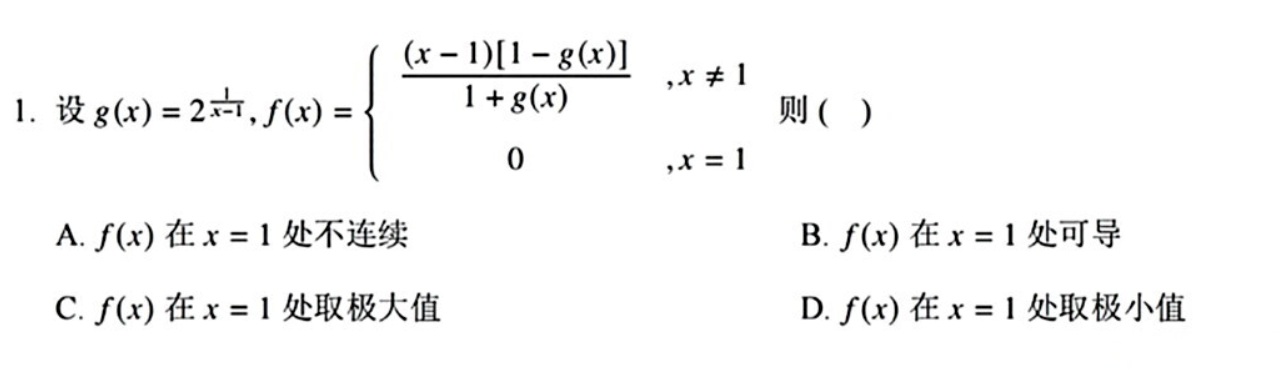 1. 设 g(x) = 2^{\frac{1}{x-1}}, f(x) = \begin{cases} \frac{(x-1)[1-g(x)]}{1+g(x)} & , x ≠ 1 \\ 0 & , x = 1 \end{cases} 则 ( )
A. f(x) 在 x = 1 处不连续 B. f(x) 在 x = 1 处可导
C. f(x) 在 x = 1 处取极大值 D. f(x) 在 x = 1 处取极小值